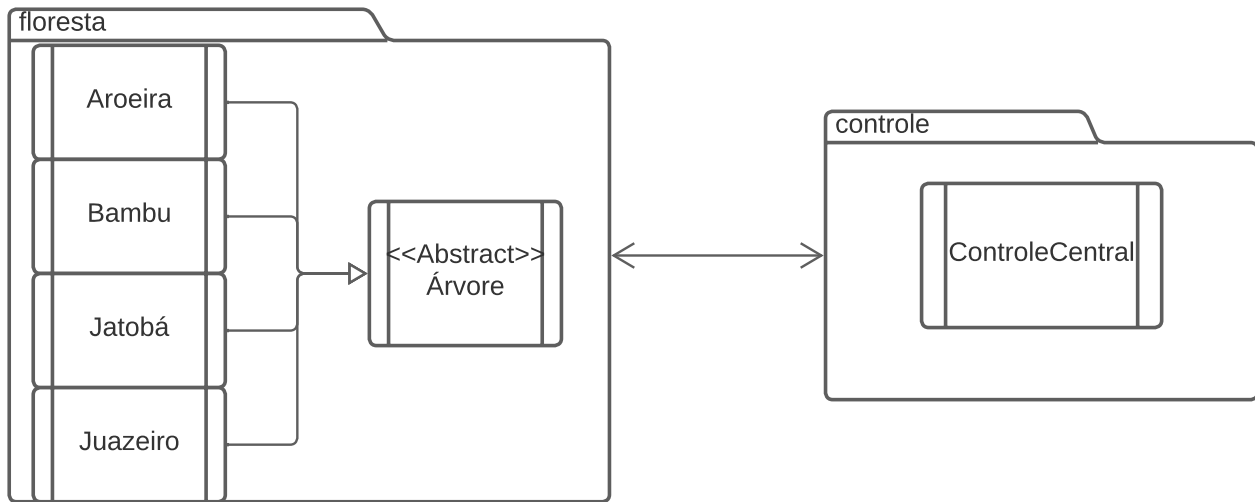 floresta
Aroeira
Bambu
Jatobá
Juazeiro
<<Abstract>>
Árvore
controle
ControleCentral